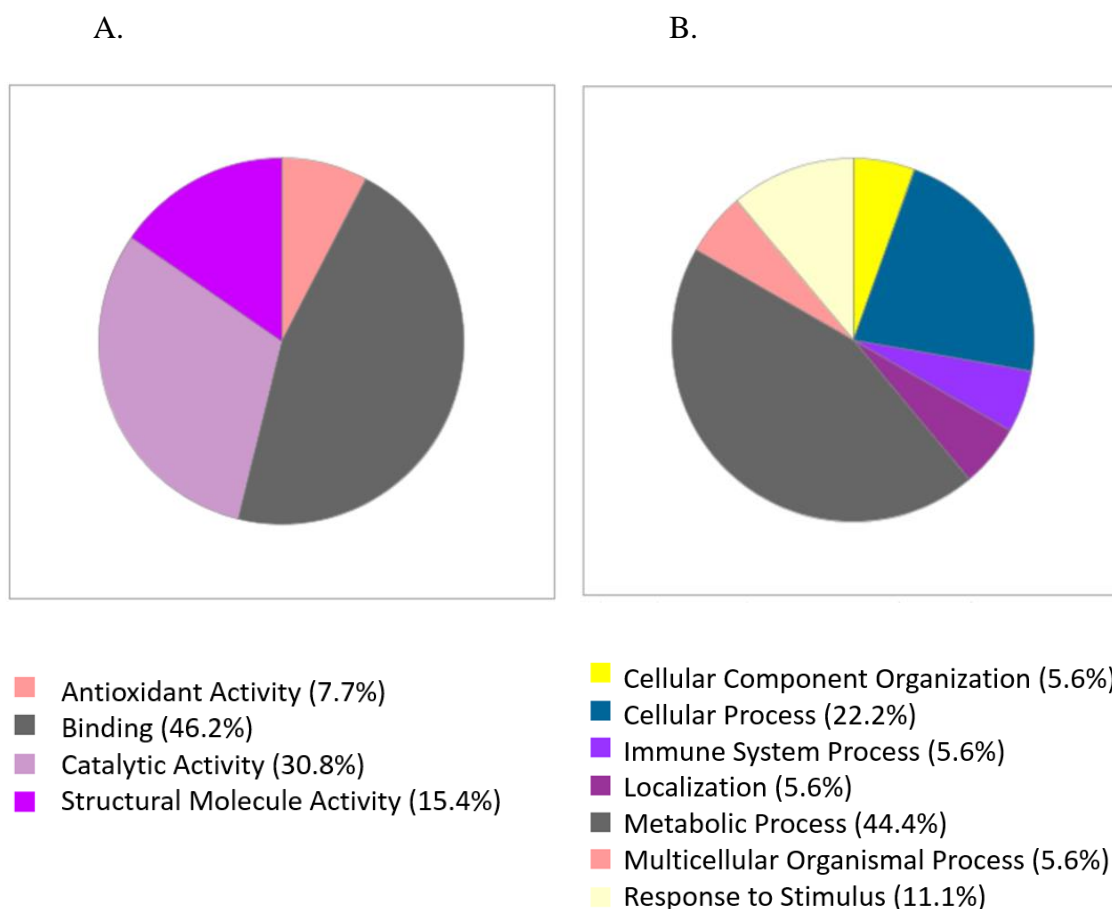 A.
B.
Antioxidant Activity (7.7%)
Binding (46.2%)
Catalytic Activity (30.8%)
Structural Molecule Activity (15.4%)
Cellular Component Organization (5.6%)
Cellular Process (22.2%)
Immune System Process (5.6%)
Localization (5.6%)
Metabolic Process (44.4%)
Multicellular Organismal Process (5.6%)
Response to Stimulus (11.1%)